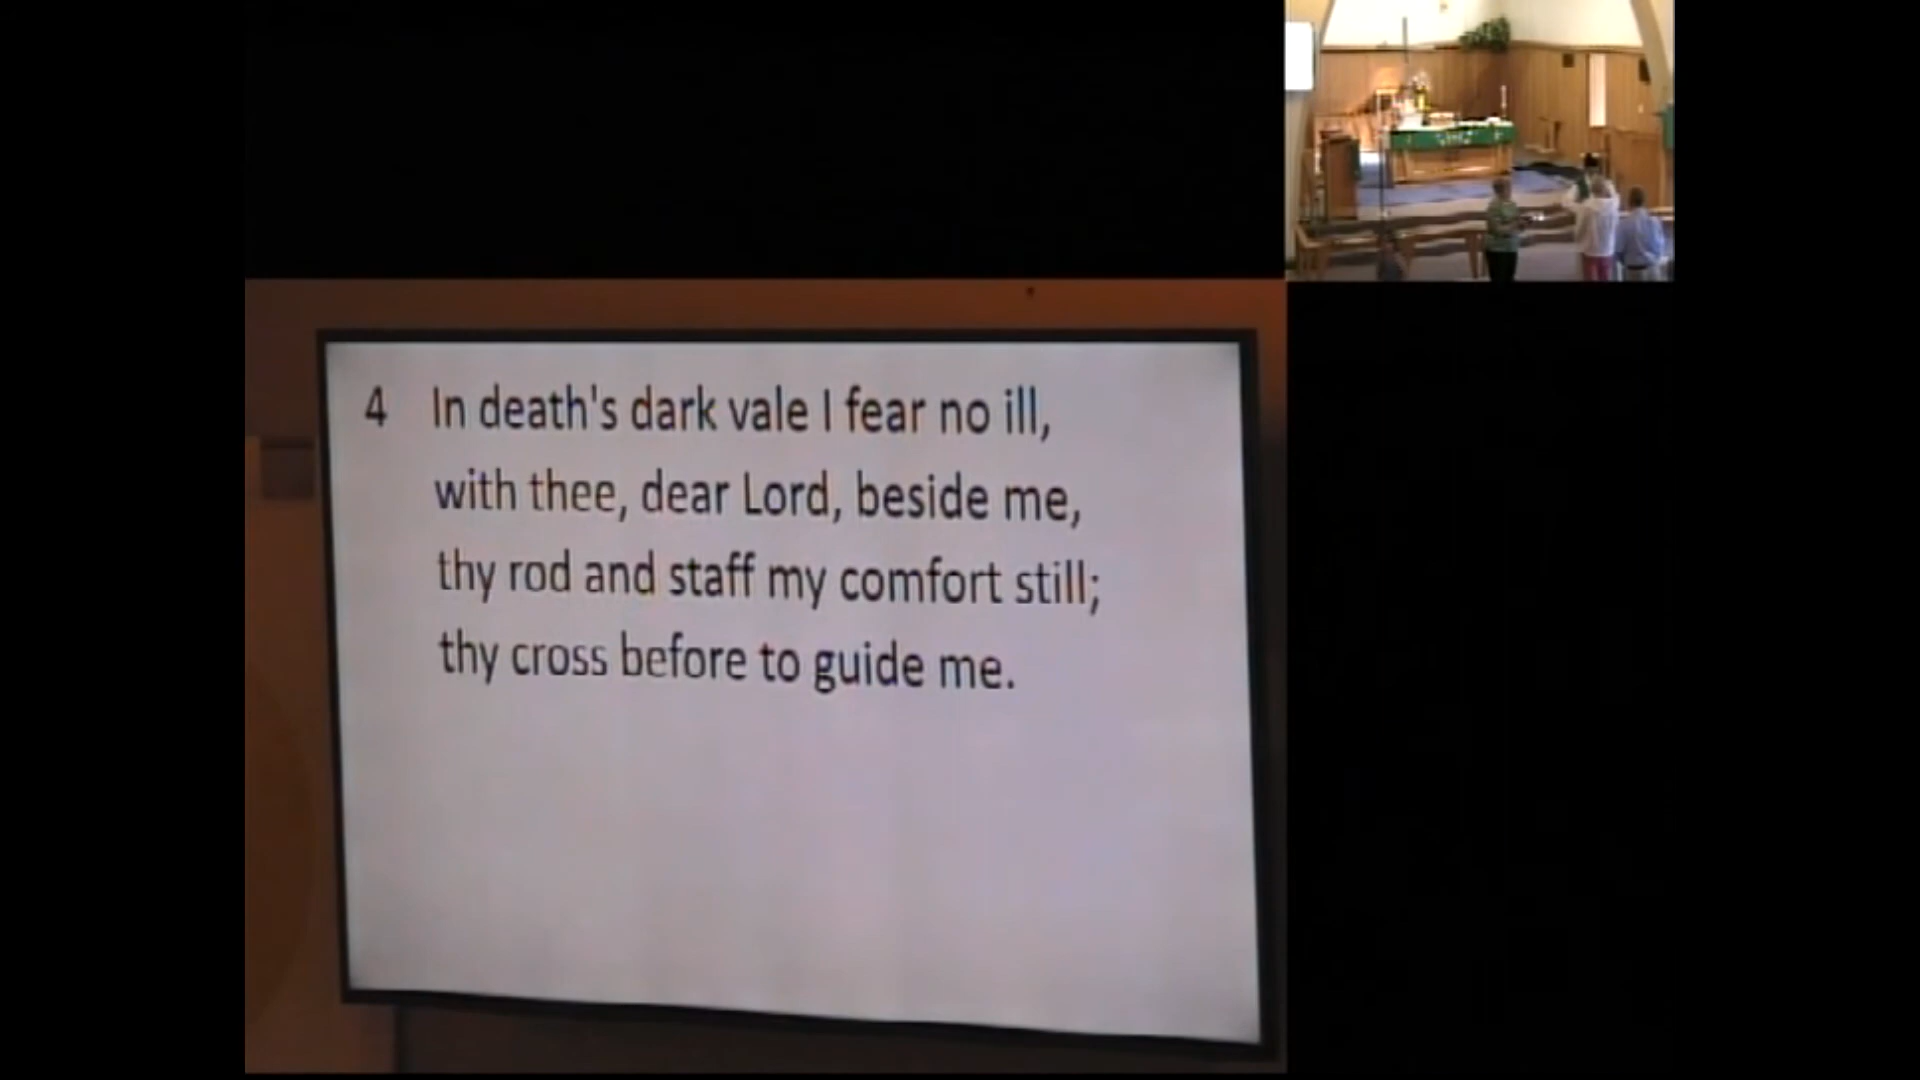 4 In death's dark vale I fear no ill,
with thee, dear Lord, beside me,
thy rod and staff my comfort still;
thy cross before to guide me.